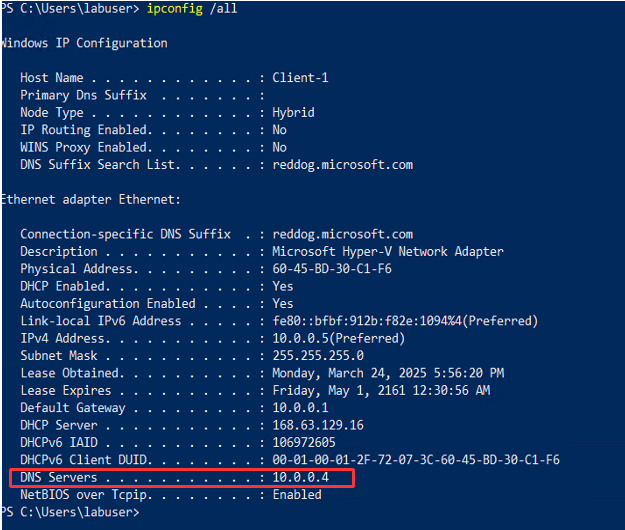 PS C:\Users\labuser> ipconfig /all
Windows IP Configuration
Host Name . . . . . . . . . . . . : Client-1
Primary Dns Suffix . . . . . . . :
Node Type . . . . . . . . . . . . : Hybrid
IP Routing Enabled. . . . . . . . : No
WINS Proxy Enabled. . . . . . . . : No
DNS Suffix Search List. . . . . . : reddog.microsoft.com
Ethernet adapter Ethernet:
Connection-specific DNS Suffix . : reddog.microsoft.com
Description . . . . . . . . . . . : Microsoft Hyper-V Network Adapter
Physical Address. . . . . . . . . : 60-45-BD-30-C1-F6
DHCP Enabled. . . . . . . . . . . : Yes
Autoconfiguration Enabled . . . . : Yes
Link-local IPv6 Address . . . . . : fe80::bfbf:912b:f82e:1094%4(Preferred)
IPv4 Address. . . . . . . . . . . : 10.0.0.5(Preferred)
Subnet Mask . . . . . . . . . . . : 255.255.255.0
Lease Obtained. . . . . . . . . . : Monday, March 24, 2025 5:56:20 PM
Lease Expires . . . . . . . . . . : Friday, May 1, 2161 12:30:56 AM
Default Gateway . . . . . . . . . : 10.0.0.1
DHCP Server . . . . . . . . . . . : 168.63.129.16
DHCPv6 IAID . . . . . . . . . . . : 106972605
DHCPv6 Client DUID. . . . . . . . : 00-01-00-01-2F-72-07-3C-60-45-BD-30-C1-F6
DNS Servers . . . . . . . . . . . : 10.0.0.4
NetBIOS over Tcpip. . . . . . . . : Enabled
PS C:\Users\labuser>